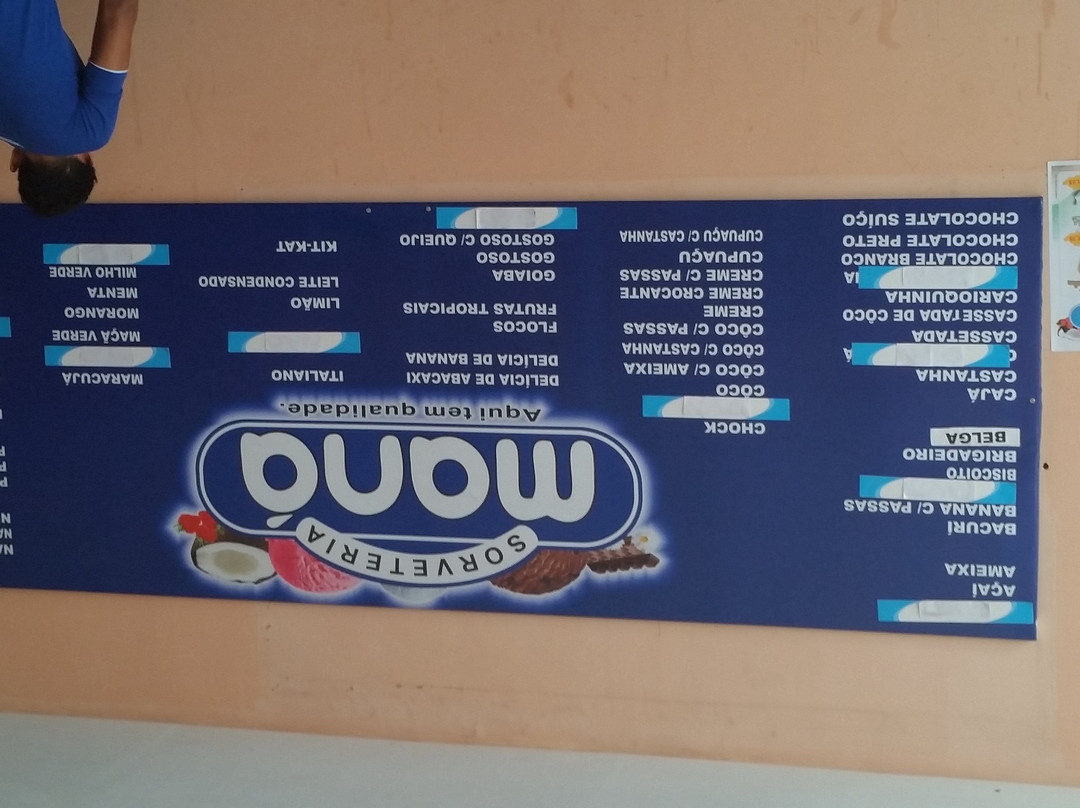 AÇAÍ
AMEIXA
BACURÍ
BANANA C/ PASSAS
BISCOITO
BRIGADEIRO
BELGA
CAJÁ
CASTANHA
CASSETADA
CASSETADA DE CÔCO
CARIOQUINHA
CHOCOLATE BRANCO
CHOCOLATE PRETO
CHOCOLATE SUÍÇO
SORVETERIA
maná
Aqui tem qualidade.
CHOCK
CÔCO
CÔCO C/ AMEIXA
CÔCO C/ CASTANHA
CÔCO C/ PASSAS
CREME
CREME CROCANTE
CREME C/ PASSAS
CUPUAÇU
CUPUAÇU C/ CASTANHA
DELÍCIA DE ABACAXI
DELÍCIA DE BANANA
FLOCOS
FRUTAS TROPICAIS
GOIABA
GOSTOSO
GOSTOSO C/ QUEIJO
ITALIANO
LIMÃO
LEITE CONDENSADO
KIT-KAT
MARACUJÁ
MAÇÃ VERDE
MORANGO
MENTA
MILHO VERDE